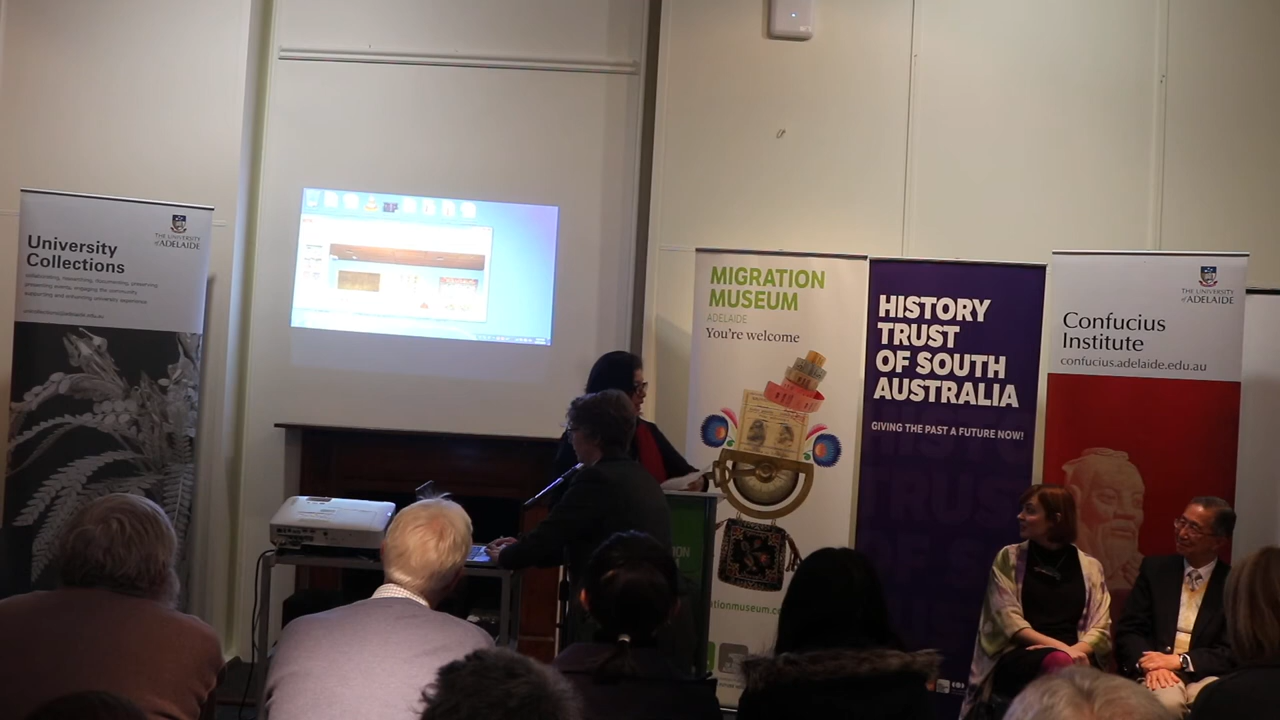 University
Collections
THE UNIVERSITY
of ADELAIDE
MIGRATION
MUSEUM
ADELAIDE
You're welcome
HISTORY
TRUST
OF SOUTH
AUSTRALIA
GIVING THE PAST A FUTURE NOW!
THE UNIVERSITY
of ADELAIDE
Confucius
Institute
confucius.adelaide.edu.au